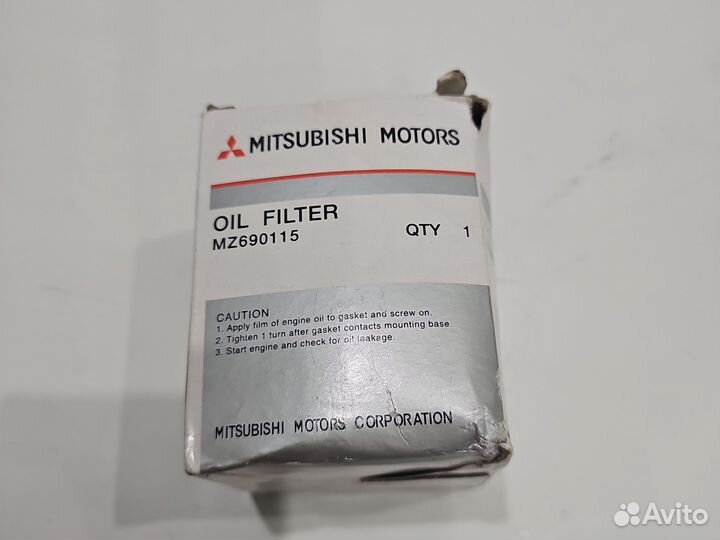 MITSUBISHI MOTORS
OIL FILTER
MZ690115
QTY 1
CAUTION
1. Apply film of engine oil to gasket and screw on.
2. Tighten 1 turn after gasket contacts mounting base.
3. Start engine and check for oil leakage.
MITSUBISHI MOTORS CORPORATION
Avito